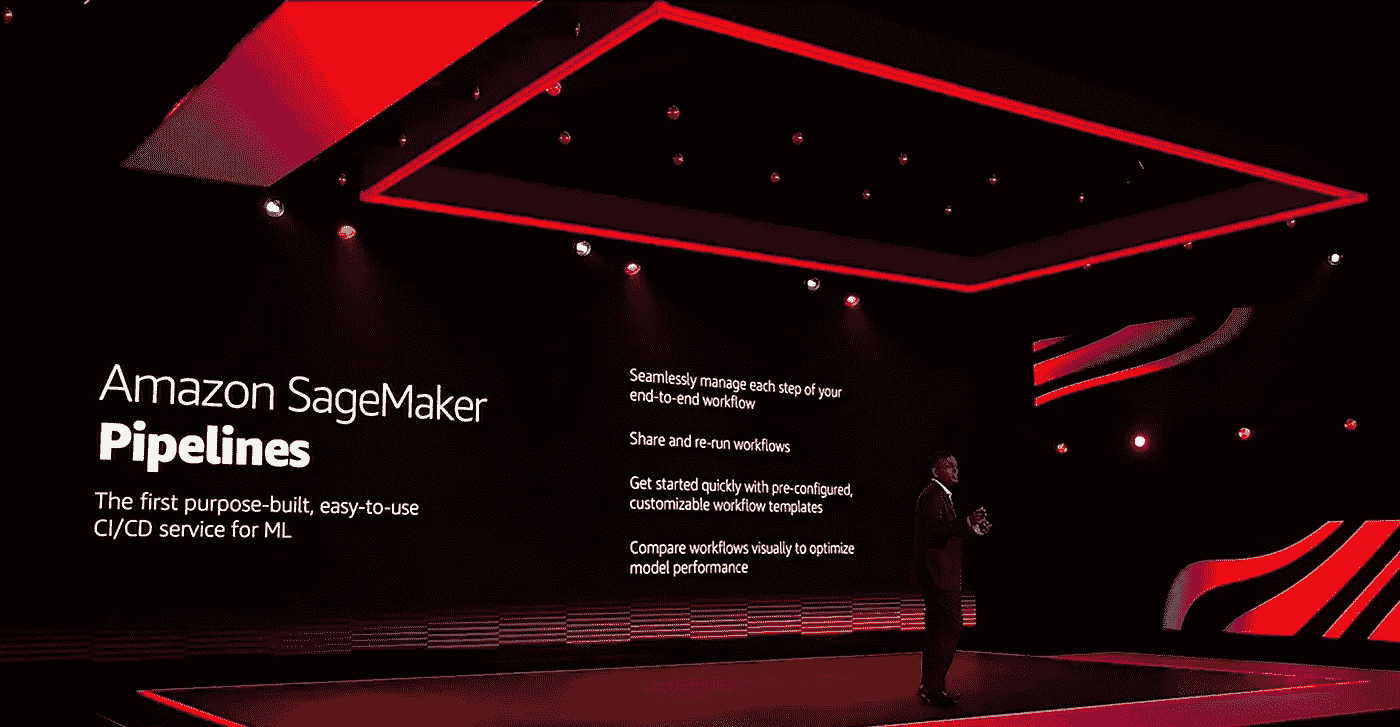 Amazon SageMaker
Pipelines
The first purpose-built, easy-to-use
CI/CD service for ML
Seamlessly manage each step of your
end-to-end workflow
Share and re-run workflows
Get started quickly with pre-configured,
customizable workflow templates
Compare workflows visually to optimize
model performance